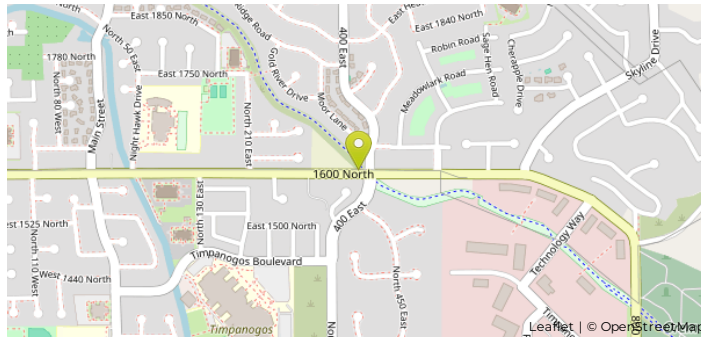 East 1850 North
Ridge Road
400 East
East 1840 North
North 50 East
1780 North
Robin Road
Sage Hen Road
Cherapple Drive
Skyline Drive
East 1750 North
Gold River Drive
Meadowlark Road
North 80 West
Main Street
Night Hawk Drive
North 210 East
Moor Lane
1600 North
North 130 East
400 East
1525 North
East 1500 North
Technology Way
North 110 West
Timpanogos Boulevard
West 1440 North
North 450 East
Timpanogos
Leaflet | © OpenStreetMap